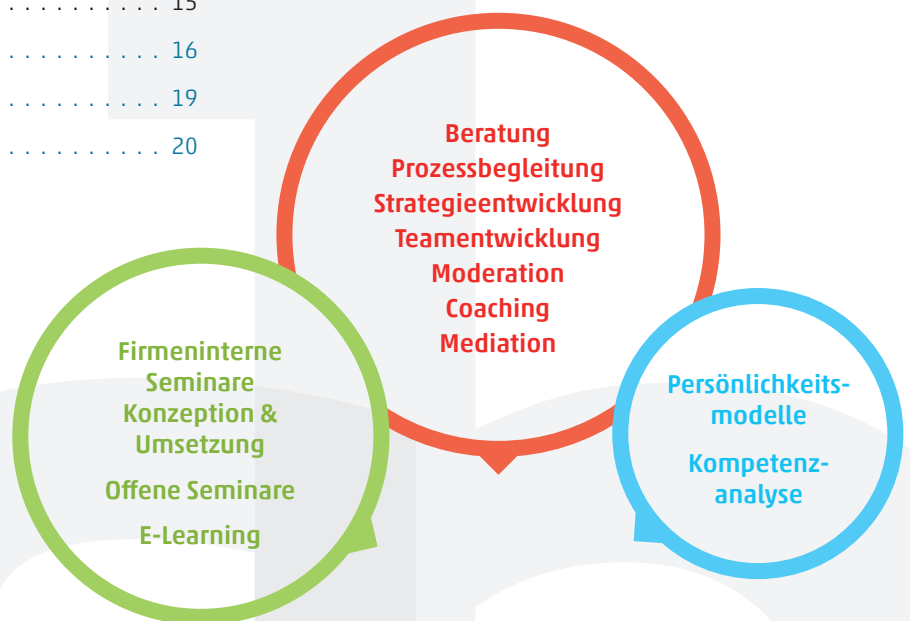 . . . . . . . . . . 15
. . . . . . . . . . 16
. . . . . . . . . . 19
. . . . . . . . . . 20
Beratung
Prozessbegleitung
Strategieentwicklung
Teamentwicklung
Moderation
Coaching
Mediation
Firmeninterne
Seminare
Konzeption &
Umsetzung
Offene Seminare
E-Learning
Persönlichkeits-
modelle
Kompetenz-
analyse